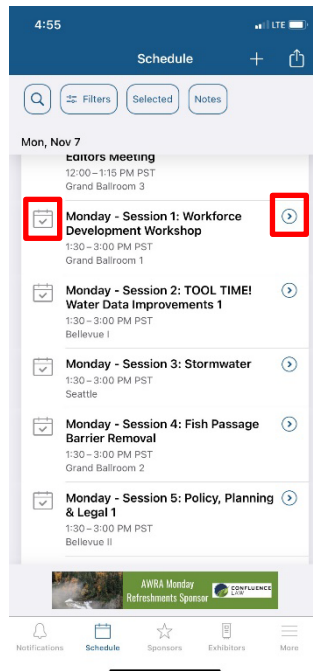 4:55
LTE
Schedule
Filters
Selected
Notes
Mon, Nov 7
Editors Meeting
12:00–1:15 PM PST
Grand Ballroom 3
Monday - Session 1: Workforce
Development Workshop
1:30–3:00 PM PST
Grand Ballroom 1
Monday - Session 2: TOOL TIME!
Water Data Improvements 1
1:30–3:00 PM PST
Bellevue I
Monday - Session 3: Stormwater
1:30–3:00 PM PST
Seattle
Monday - Session 4: Fish Passage
Barrier Removal
1:30–3:00 PM PST
Grand Ballroom 2
Monday - Session 5: Policy, Planning
& Legal 1
1:30–3:00 PM PST
Bellevue II
AWRA Monday
Refreshments Sponsor
CONFLUENCE
LAW
Notifications
Schedule
Sponsors
Exhibitors
More